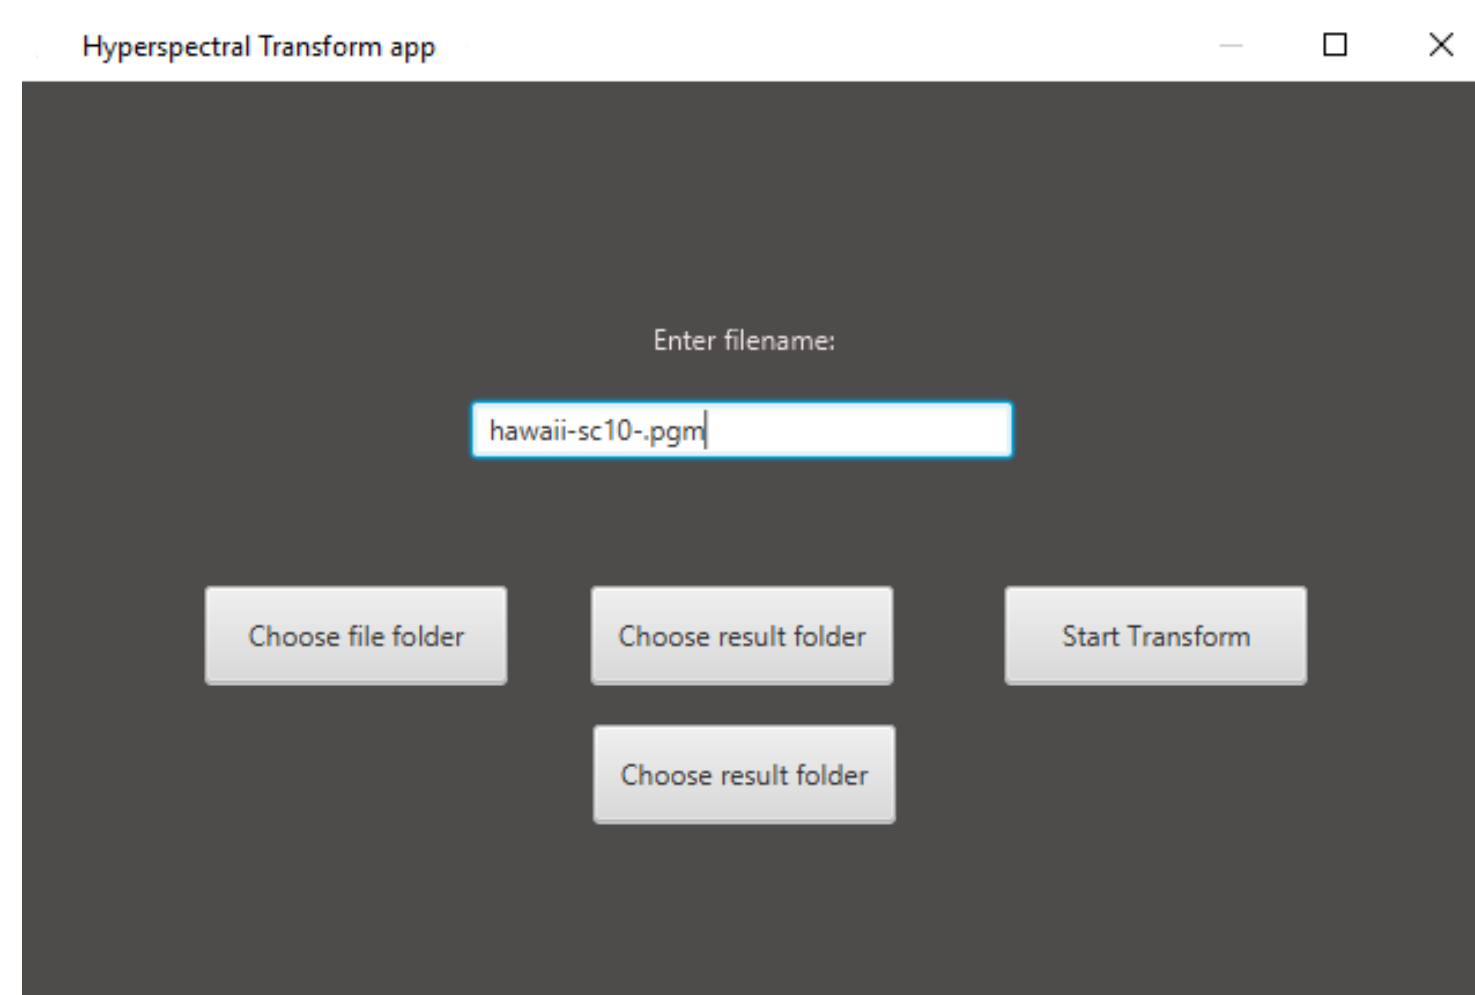 Hyperspectral Transform app
Enter filename:
hawaii-sc10-.pgm
Choose file folder
Choose result folder
Start Transform
Choose result folder